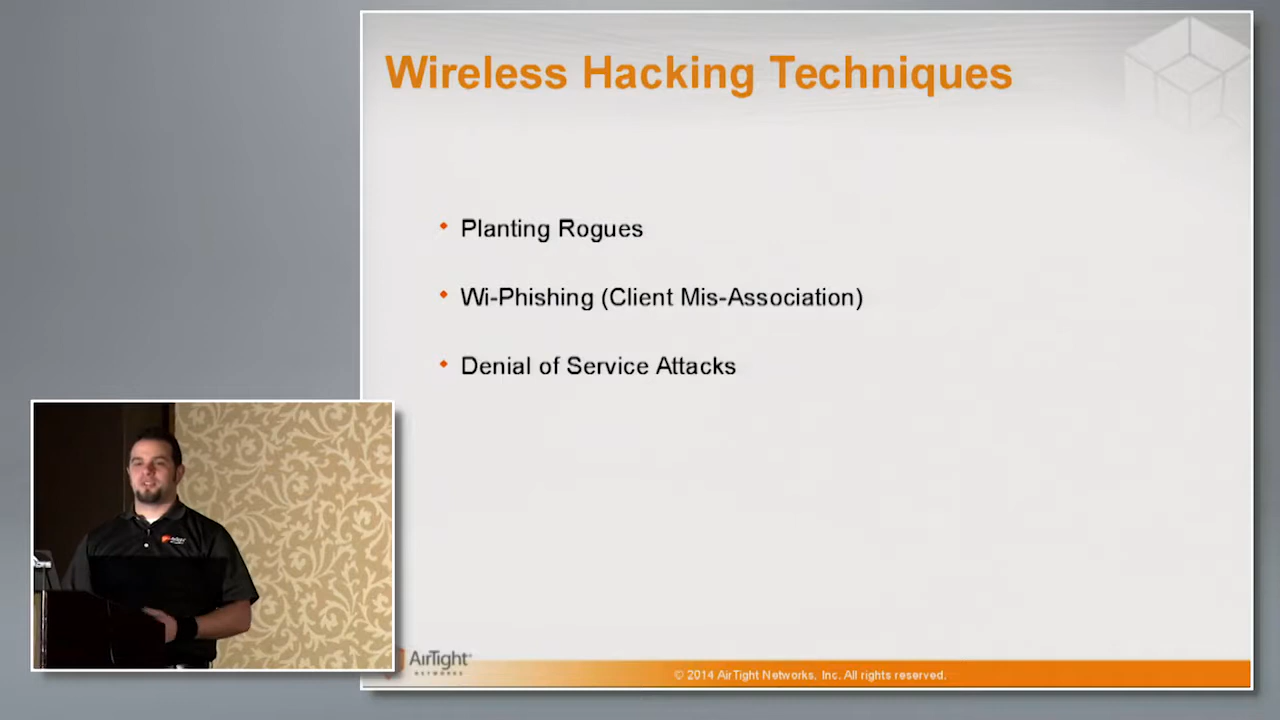 Wireless Hacking Techniques
Planting Rogues
Wi-Phishing (Client Mis-Association)
Denial of Service Attacks
AirTight
NETWORKS
© 2014 AirTight Networks, Inc. All rights reserved.
AirTight